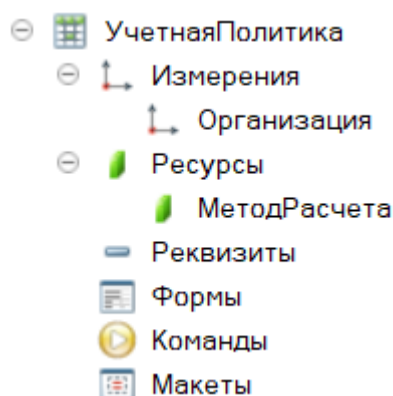 УчетнаяПолитика
Измерения
Организация
Ресурсы
МетодРасчета
Реквизиты
Формы
Команды
Макеты